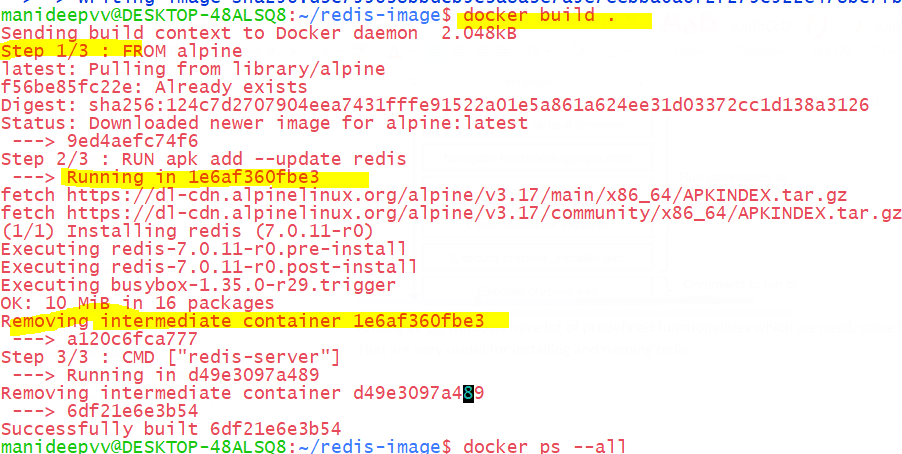 manideepvv@DESKTOP-48ALSQ8:~/redis-image$ docker build .
Sending build context to Docker daemon  2.048kB
Step 1/3 : FROM alpine
latest: Pulling from library/alpine
f56be85fc22e: Already exists
Digest: sha256:124c7d2707904eea7431fffe91522a01e5a861a624ee31d03372cc1d138a3126
Status: Downloaded newer image for alpine:latest
 ---> 9ed4aefc74f6
Step 2/3 : RUN apk add --update redis
 ---> Running in 1e6af360fbe3
fetch https://dl-cdn.alpinelinux.org/alpine/v3.17/main/x86_64/APKINDEX.tar.gz
fetch https://dl-cdn.alpinelinux.org/alpine/v3.17/community/x86_64/APKINDEX.tar.gz
(1/1) Installing redis (7.0.11-r0)
Executing redis-7.0.11-r0.pre-install
Executing redis-7.0.11-r0.post-install
Executing busybox-1.35.0-r29.trigger
OK: 10 MiB in 16 packages
Removing intermediate container 1e6af360fbe3
 ---> a120c6fca777
Step 3/3 : CMD ["redis-server"]
 ---> Running in d49e3097a489
Removing intermediate container d49e3097a489
 ---> 6df21e6e3b54
Successfully built 6df21e6e3b54
manideepvv@DESKTOP-48ALSQ8:~/redis-image$ docker ps --all